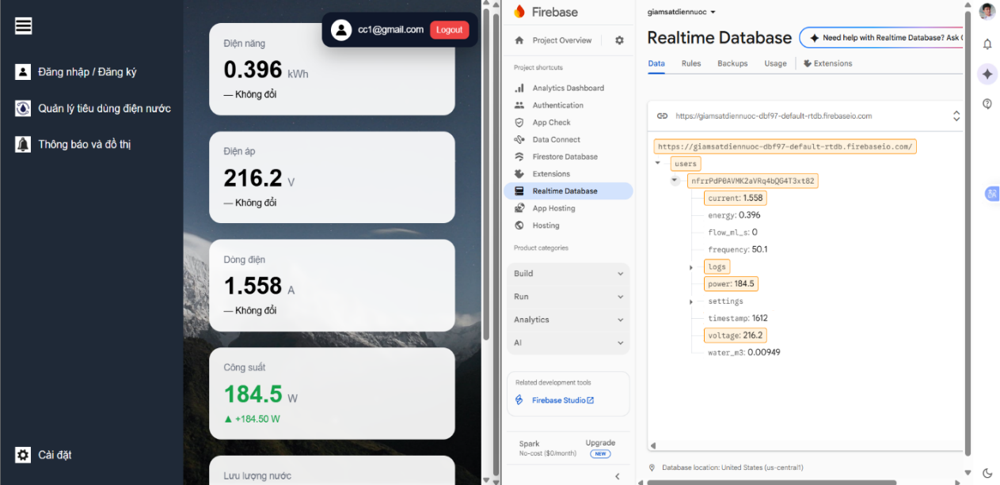 Đăng nhập / Đăng ký
Quản lý tiêu dùng điện nước
Thông báo và đồ thị
Cài đặt
cc1@gmail.com Logout
Điện năng
0.396 kWh
— Không đổi
Điện áp
216.2 V
— Không đổi
Dòng điện
1.558 A
— Không đổi
Công suất
184.5 W
▲ +184.50 W
Lưu lượng nước
Firebase
Project Overview
Project shortcuts
Analytics Dashboard
Authentication
App Check
Data Connect
Firestore Database
Extensions
Realtime Database
App Hosting
Hosting
Product categories
Build
Run
Analytics
AI
Related development tools
Firebase Studio
Spark
No-cost ($0/month)
Upgrade
NEW
giamsatdiennuoc
Realtime Database
Need help with Realtime Database? Ask
Data Rules Backups Usage Extensions
https://giamsatdiennuoc-dbf97-default-rtdb.firebaseio.com
https://giamsatdiennuoc-dbf97-default-rtdb.firebaseio.com/
users
nfrrPdP0AVMK2aVRq4bQG4T3xt82
current: 1.558
energy: 0.396
flow_ml_s: 0
frequency: 50.1
logs
power: 184.5
settings
timestamp: 1612
voltage: 216.2
water_m3: 0.00949
Database location: United States (us-central1)